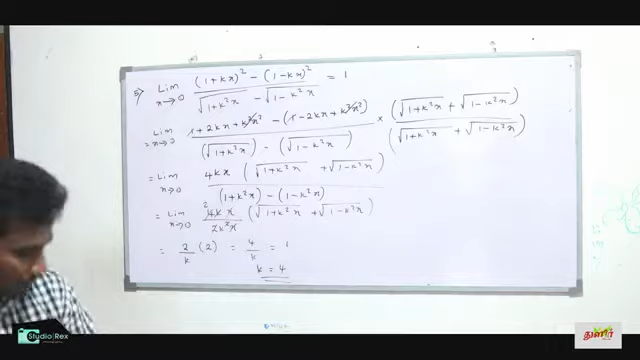 5) Lim x→0 (1+kx)² − (1−kx)² / √1+k²x − √1−k²x = 1
= Lim x→0 1+2kx+k²x² − (1−2kx+k²x²) / (√1+k²x) − (√1−k²x) × (√1+k²x + √1−k²x) / (√1+k²x + √1−k²x)
= Lim x→0 4kx (√1+k²x + √1−k²x) / (1+k²x) − (1−k²x)
= Lim x→0 2 4kx / 2k²x (√1+k²x + √1−k²x)
= 2/k (2) = 4/k = 1
k = 4
Studio Rex
துளிர்